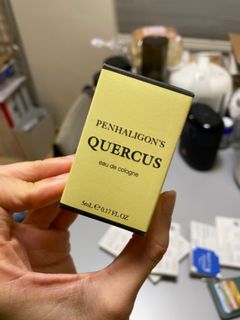 PENHALIGON'S
QUERCUS
eau de cologne
5mL e 0.17 FL. OZ